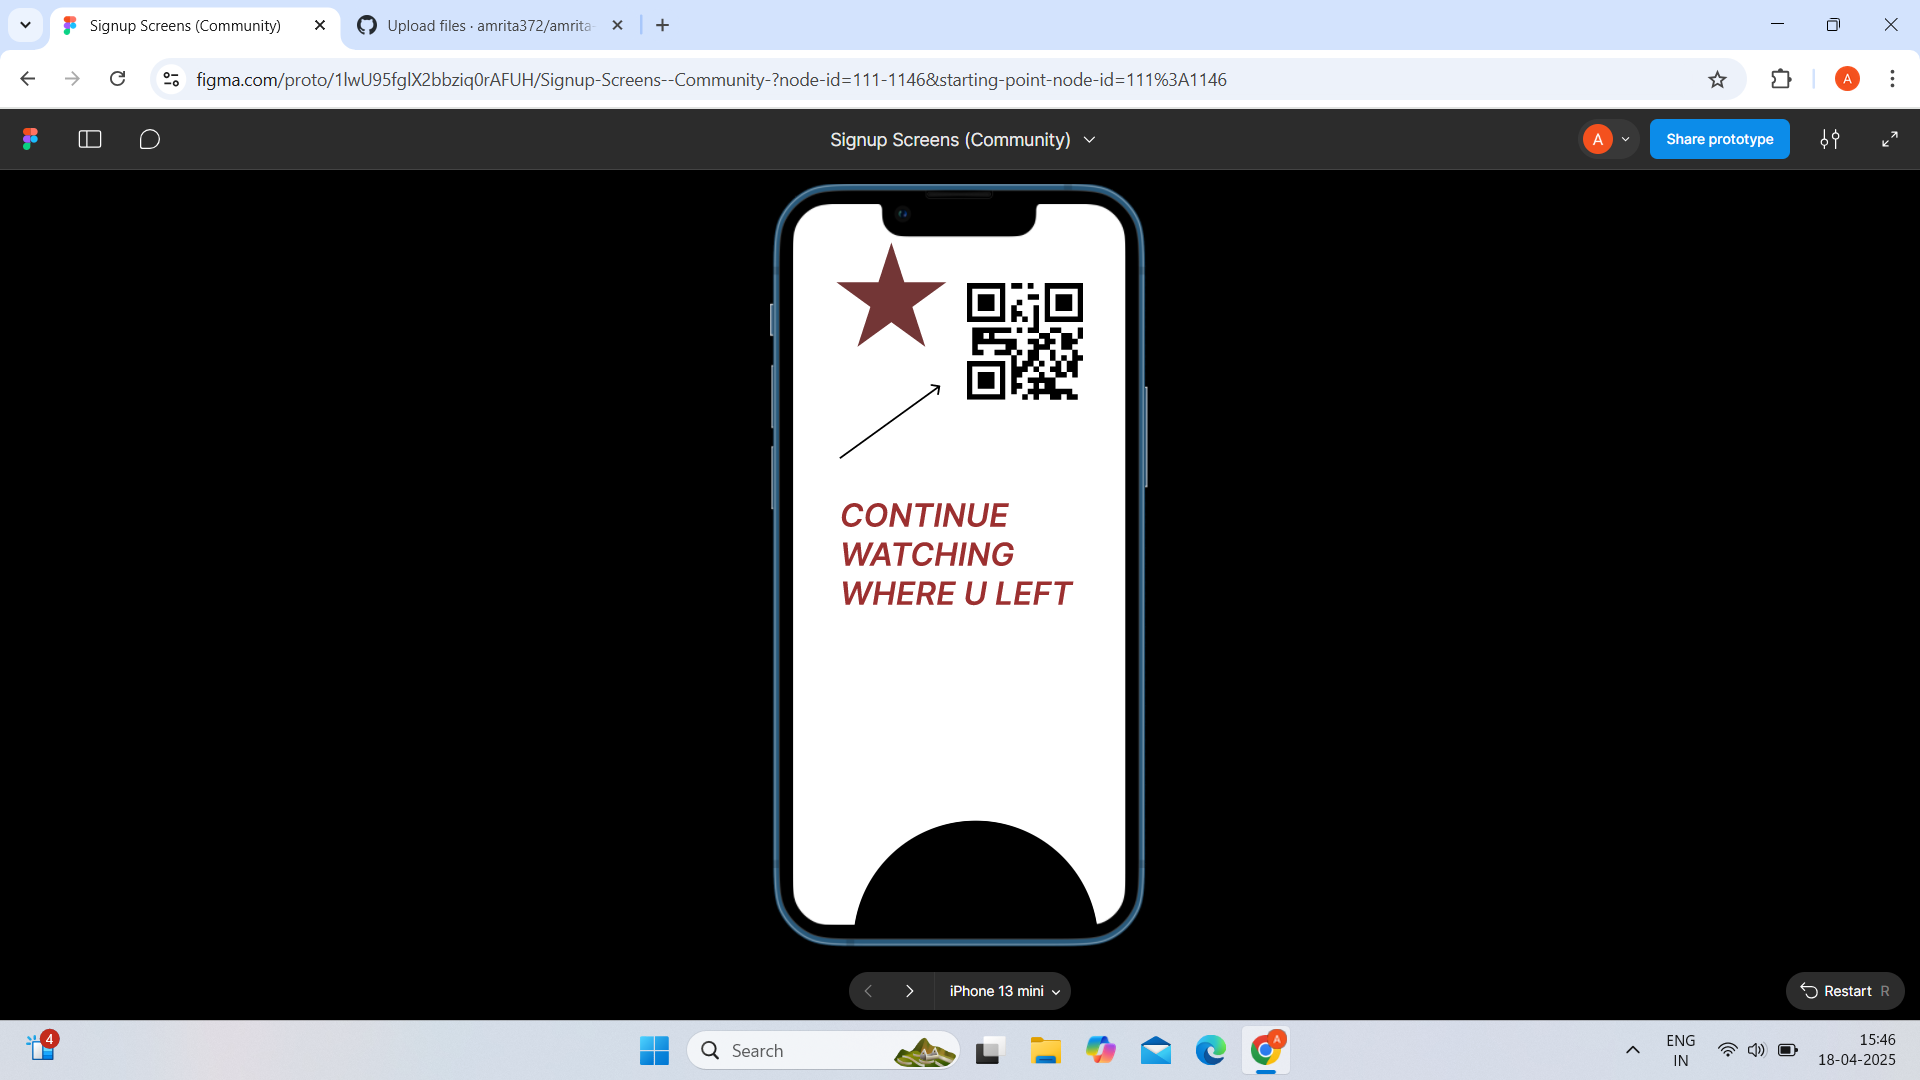 Signup Screens (Community)
Upload files · amrita372/amrita-
figma.com/proto/1lwU95fglX2bbziq0rAFUH/Signup-Screens--Community-?node-id=111-1146&starting-point-node-id=111%3A1146
A
Signup Screens (Community)
A
Share prototype
CONTINUE
WATCHING
WHERE U LEFT
iPhone 13 mini
Restart R
4
Search
A
ENG
IN
15:46
18-04-2025